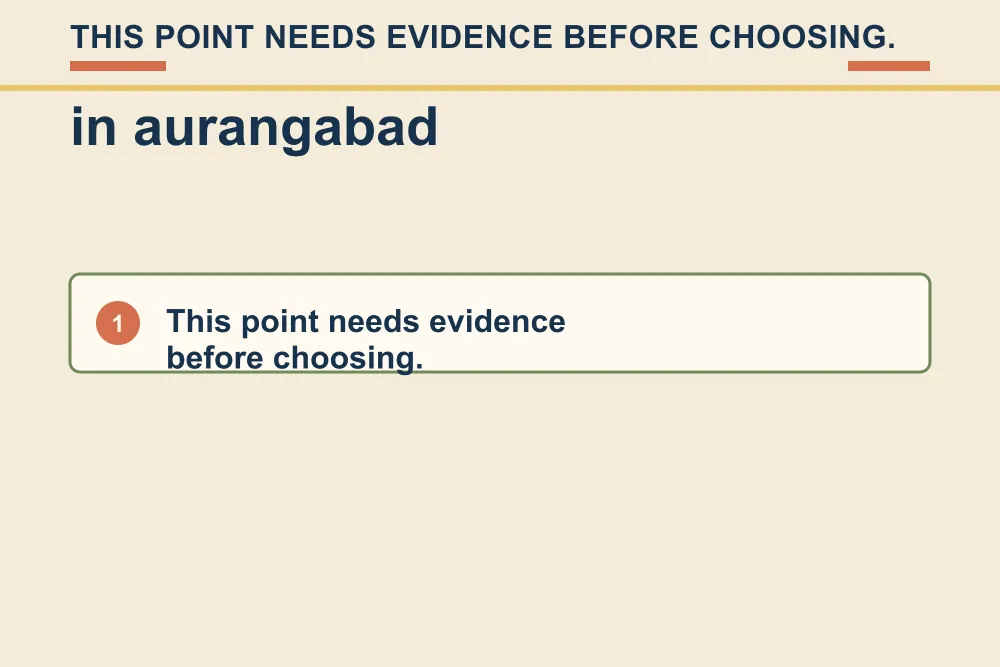 THIS POINT NEEDS EVIDENCE BEFORE CHOOSING.
in aurangabad
1
This point needs evidence
before choosing.